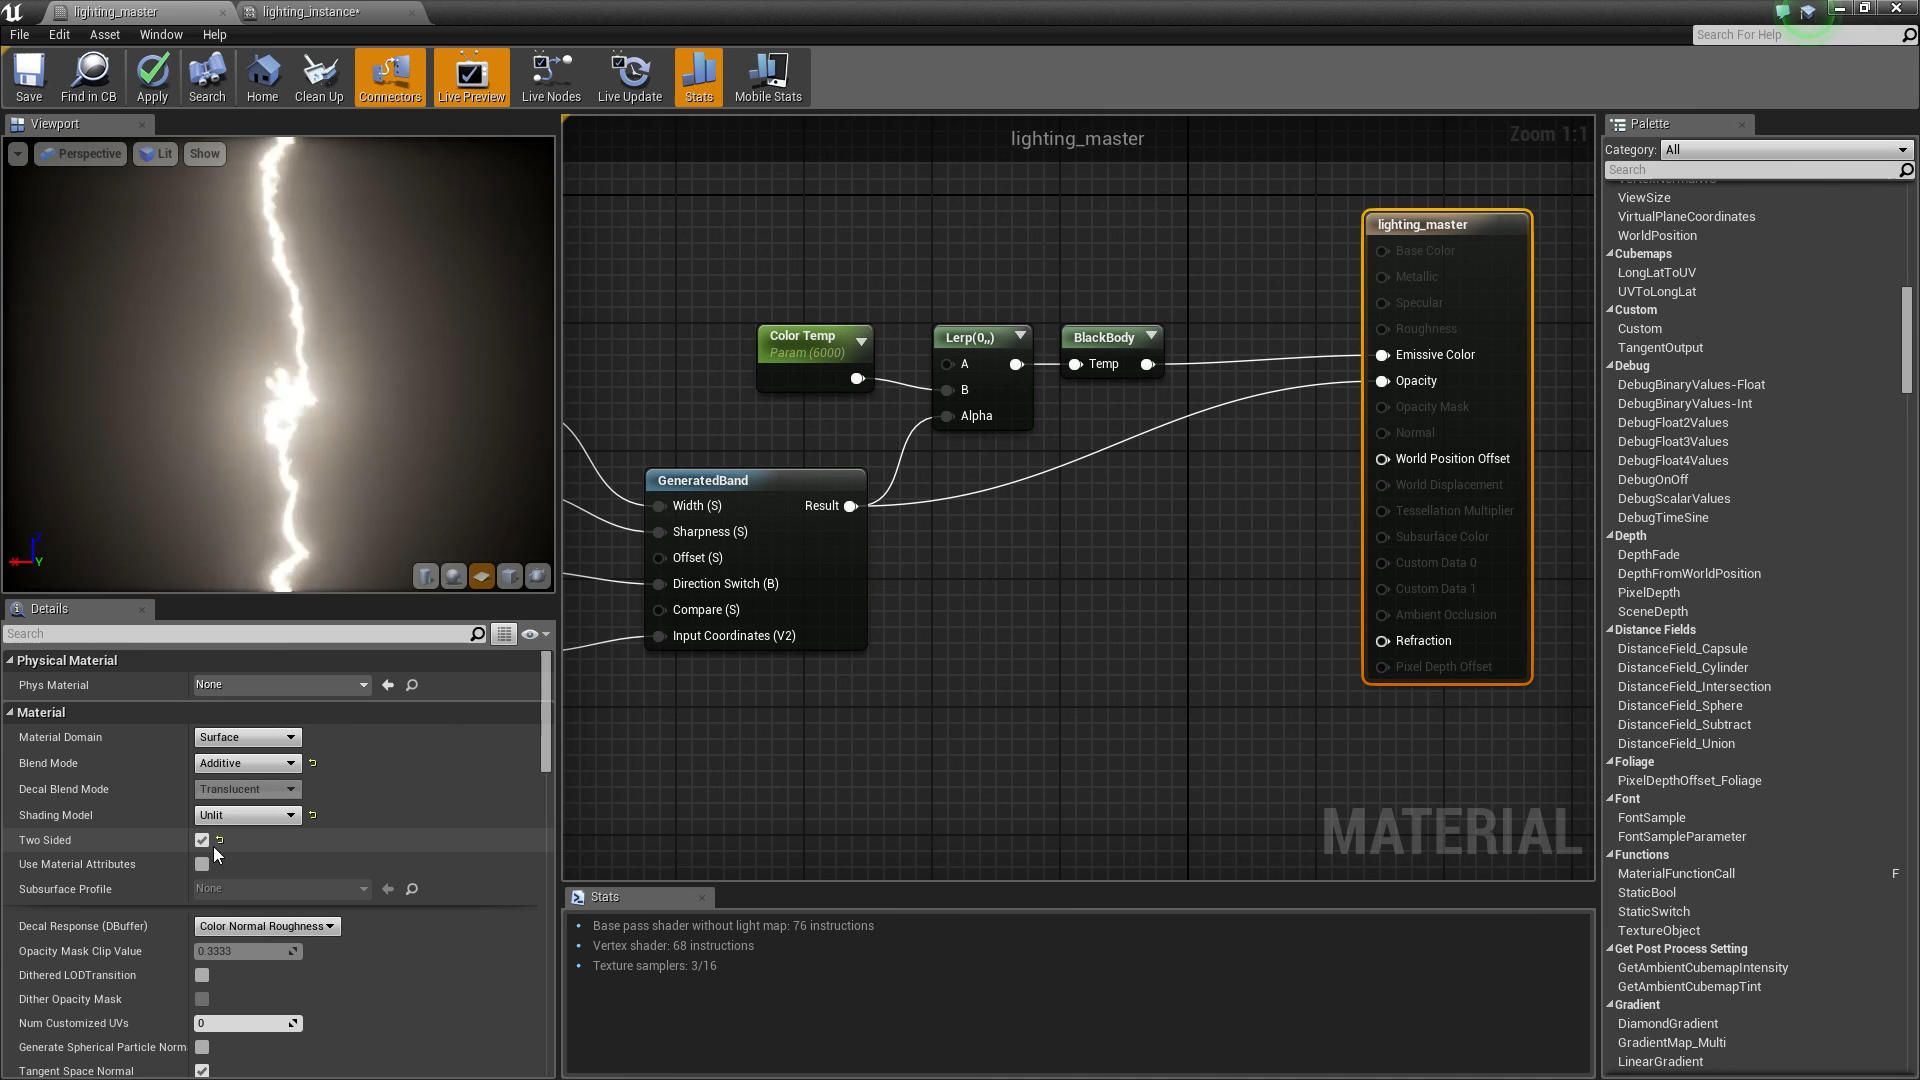 lighting_master
lighting_instance*
File Edit Asset Window Help
Search For Help
Save
Find in CB
Apply
Search
Home
Clean Up
Connectors
Live Preview
Live Nodes
Live Update
Stats
Mobile Stats
Viewport
Perspective
Lit
Show
Z
X
Y
Details
Search
Physical Material
Phys Material None
Material
Material Domain Surface
Blend Mode Additive
Decal Blend Mode Translucent
Shading Model Unlit
Two Sided
Use Material Attributes
Subsurface Profile None
Decal Response (DBuffer) Color Normal Roughness
Opacity Mask Clip Value 0.3333
Dithered LODTransition
Dither Opacity Mask
Num Customized UVs 0
Generate Spherical Particle Norm
Tangent Space Normal
lighting_master
Zoom 1:1
Color Temp
Param (6000)
Lerp(0,,)
A
B
Alpha
BlackBody
Temp
GeneratedBand
Width (S) Result
Sharpness (S)
Offset (S)
Direction Switch (B)
Compare (S)
Input Coordinates (V2)
lighting_master
Base Color
Metallic
Specular
Roughness
Emissive Color
Opacity
Opacity Mask
Normal
World Position Offset
World Displacement
Tessellation Multiplier
Subsurface Color
Custom Data 0
Custom Data 1
Ambient Occlusion
Refraction
Pixel Depth Offset
MATERIAL
Stats
Base pass shader without light map: 76 instructions
Vertex shader: 68 instructions
Texture samplers: 3/16
Palette
Category: All
Search
ViewSize
VirtualPlaneCoordinates
WorldPosition
Cubemaps
LongLatToUV
UVToLongLat
Custom
Custom
TangentOutput
Debug
DebugBinaryValues-Float
DebugBinaryValues-Int
DebugFloat2Values
DebugFloat3Values
DebugFloat4Values
DebugOnOff
DebugScalarValues
DebugTimeSine
Depth
DepthFade
DepthFromWorldPosition
PixelDepth
SceneDepth
Distance Fields
DistanceField_Capsule
DistanceField_Cylinder
DistanceField_Intersection
DistanceField_Sphere
DistanceField_Subtract
DistanceField_Union
Foliage
PixelDepthOffset_Foliage
Font
FontSample
FontSampleParameter
Functions
MaterialFunctionCall F
StaticBool
StaticSwitch
TextureObject
Get Post Process Setting
GetAmbientCubemapIntensity
GetAmbientCubemapTint
Gradient
DiamondGradient
GradientMap_Multi
LinearGradient